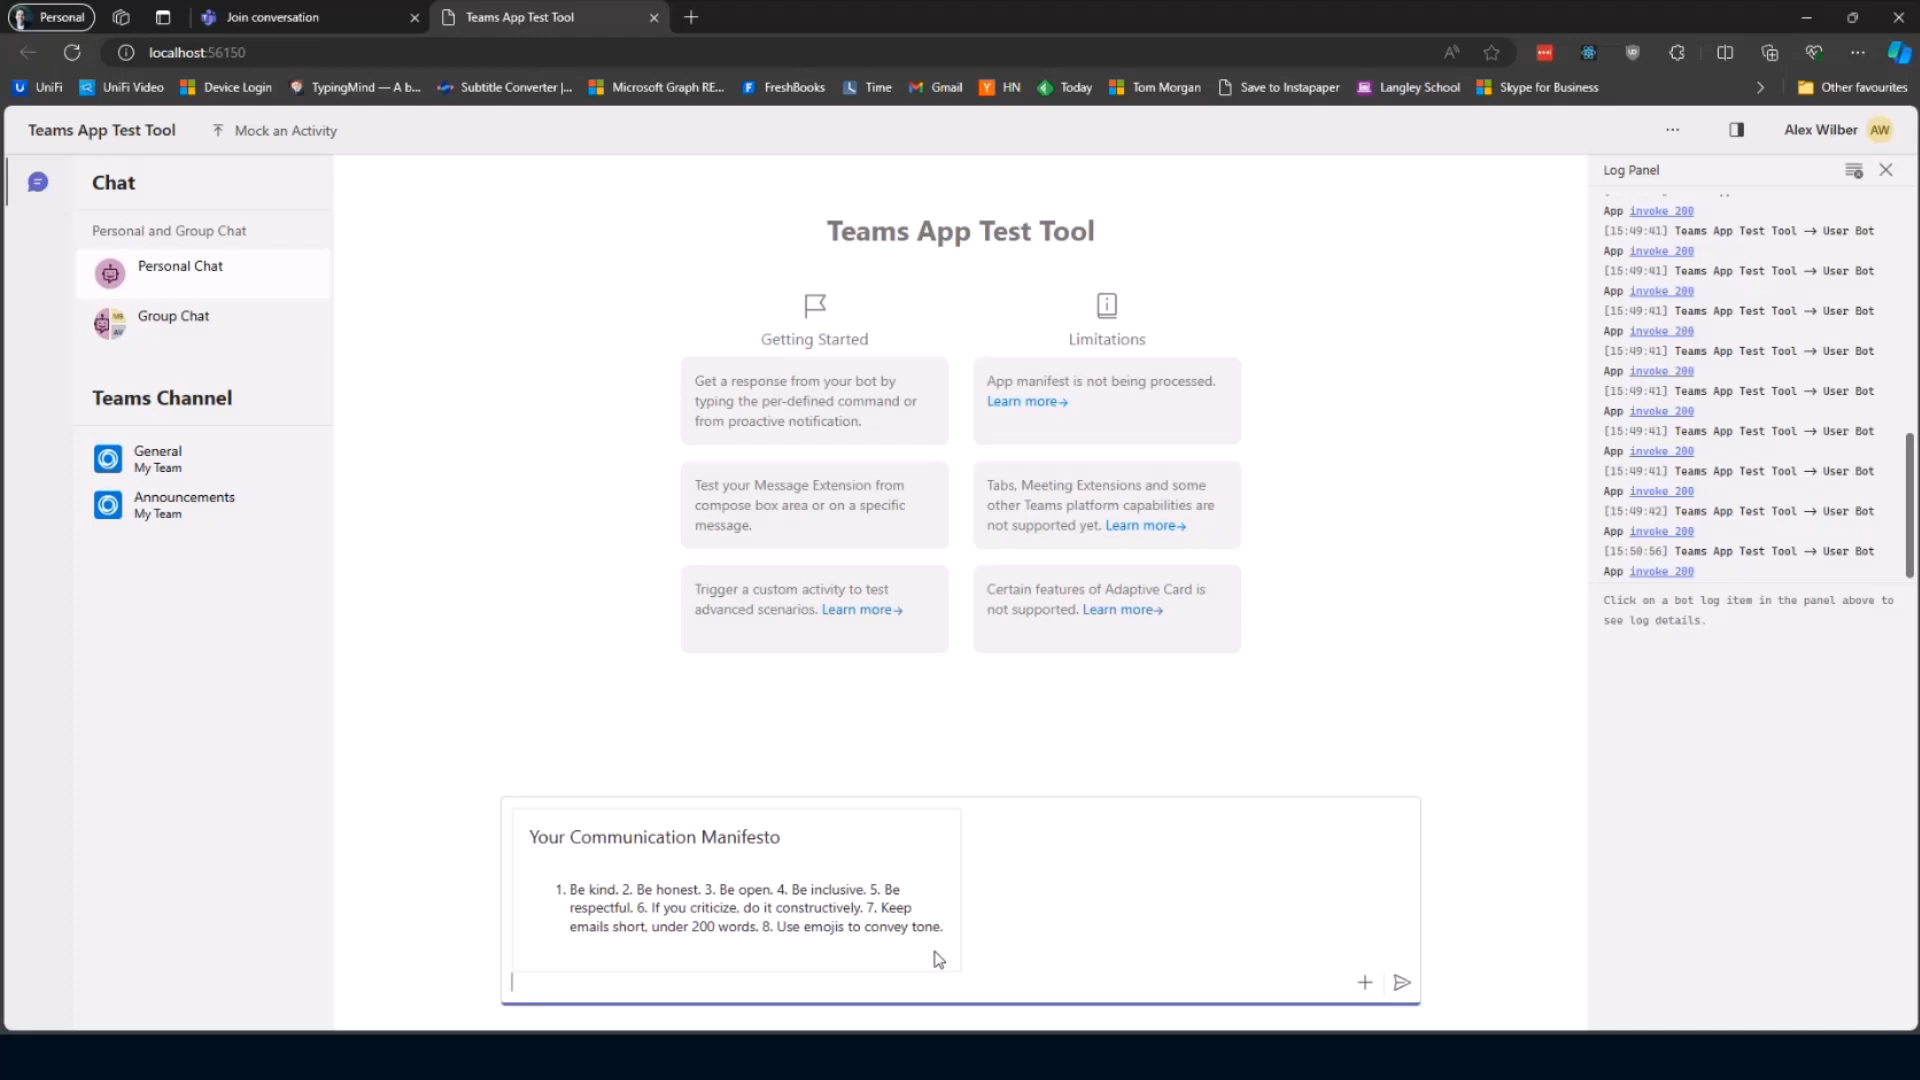 Personal
Join conversation
Teams App Test Tool
localhost:56150
UniFi
UniFi Video
Device Login
TypingMind — A b...
Subtitle Converter |...
Microsoft Graph RE...
FreshBooks
Time
Gmail
HN
Today
Tom Morgan
Save to Instapaper
Langley School
Skype for Business
Other favourites
Teams App Test Tool
Mock an Activity
Alex Wilber AW
Chat
Personal and Group Chat
Personal Chat
Group Chat
Teams Channel
General
My Team
Announcements
My Team
Teams App Test Tool
Getting Started
Get a response from your bot by
typing the per-defined command or
from proactive notification.
Test your Message Extension from
compose box area or on a specific
message.
Trigger a custom activity to test
advanced scenarios. Learn more→
Limitations
App manifest is not being processed.
Learn more→
Tabs, Meeting Extensions and some
other Teams platform capabilities are
not supported yet. Learn more→
Certain features of Adaptive Card is
not supported. Learn more→
Your Communication Manifesto
1. Be kind. 2. Be honest. 3. Be open. 4. Be inclusive. 5. Be
respectful. 6. If you criticize, do it constructively. 7. Keep
emails short, under 200 words. 8. Use emojis to convey tone.
Log Panel
App invoke 200
[15:49:41] Teams App Test Tool → User Bot
App invoke 200
[15:49:41] Teams App Test Tool → User Bot
App invoke 200
[15:49:41] Teams App Test Tool → User Bot
App invoke 200
[15:49:41] Teams App Test Tool → User Bot
App invoke 200
[15:49:41] Teams App Test Tool → User Bot
App invoke 200
[15:49:41] Teams App Test Tool → User Bot
App invoke 200
[15:49:41] Teams App Test Tool → User Bot
App invoke 200
[15:49:42] Teams App Test Tool → User Bot
App invoke 200
[15:50:56] Teams App Test Tool → User Bot
App invoke 200
Click on a bot log item in the panel above to
see log details.